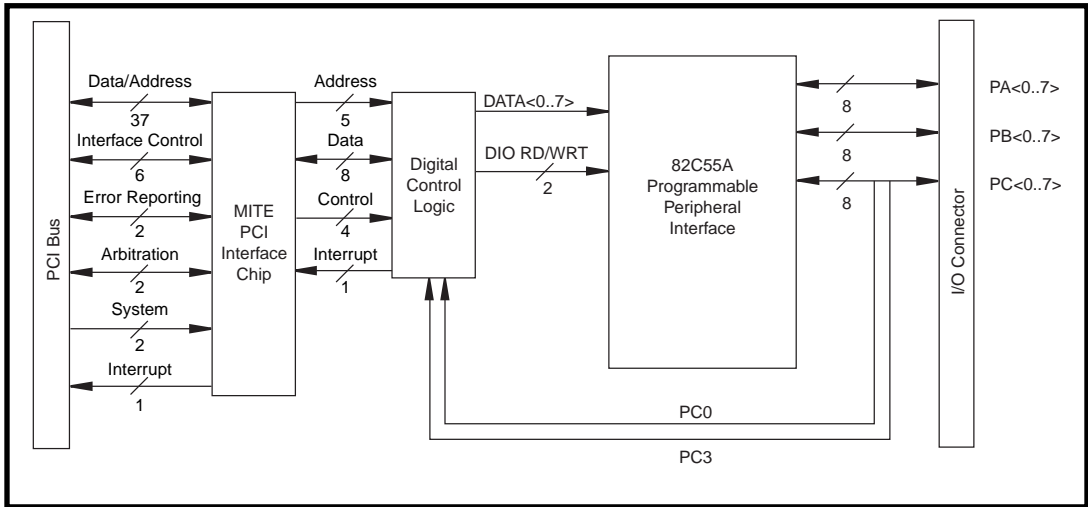 PCI Bus
Data/Address
37
Interface Control
6
Error Reporting
2
Arbitration
2
System
2
Interrupt
1
MITE
PCI
Interface
Chip
Address
5
Data
8
Control
4
Interrupt
1
Digital
Control
Logic
DATA<0..7>
DIO RD/WRT
2
82C55A
Programmable
Peripheral
Interface
8
8
8
PC0
PC3
I/O Connector
PA<0..7>
PB<0..7>
PC<0..7>